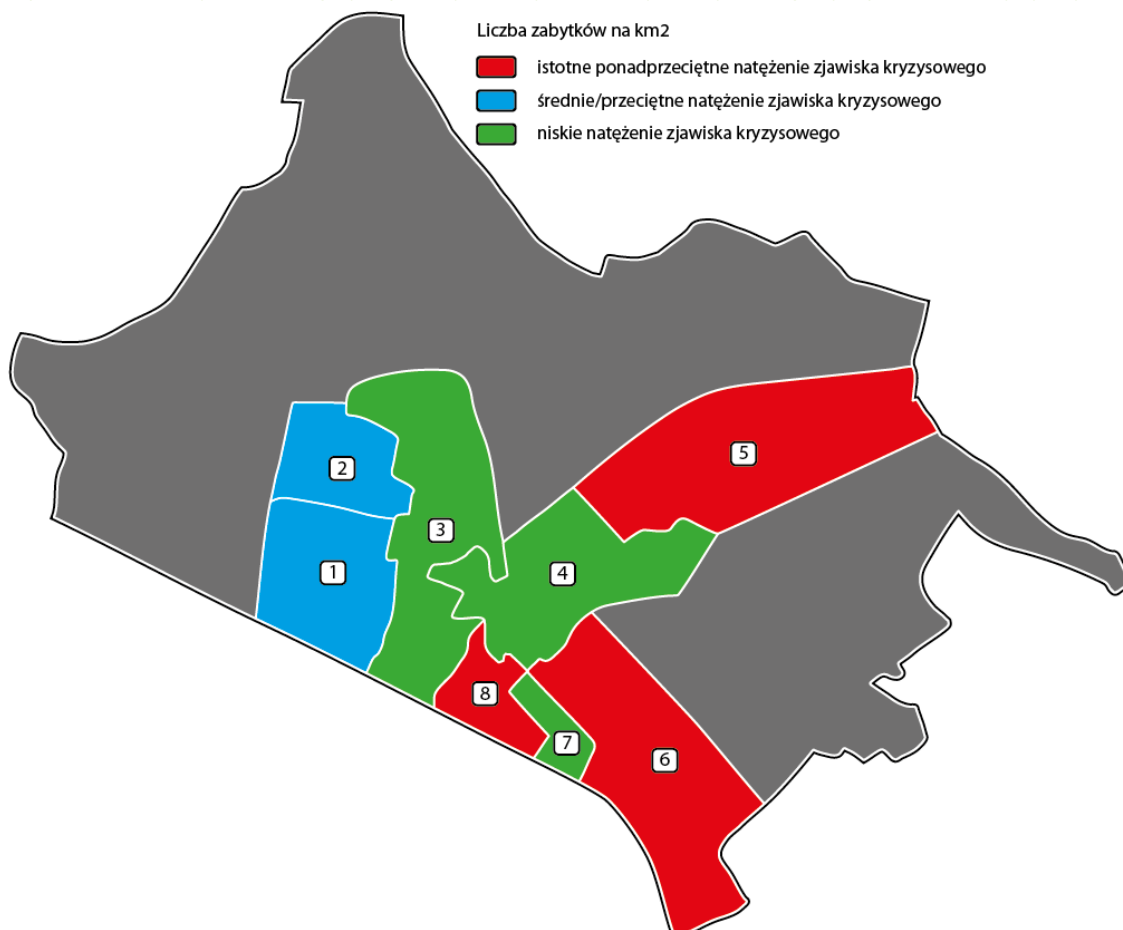 Liczba zabytków na km2
istotne ponadprzeciętne natężenie zjawiska kryzysowego
średnie/przeciętne natężenie zjawiska kryzysowego
niskie natężenie zjawiska kryzysowego
5
2
3
1
4
8
7
6